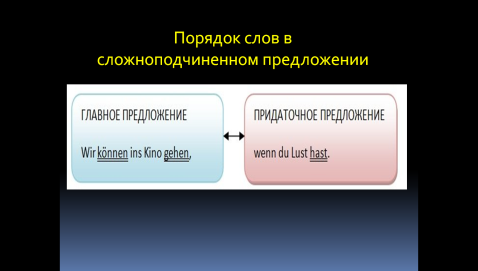 Порядок слов в
сложноподчиненном предложении
ГЛАВНОЕ ПРЕДЛОЖЕНИЕ
Wir können ins Kino gehen,
ПРИДАТОЧНОЕ ПРЕДЛОЖЕНИЕ
wenn du Lust hast.